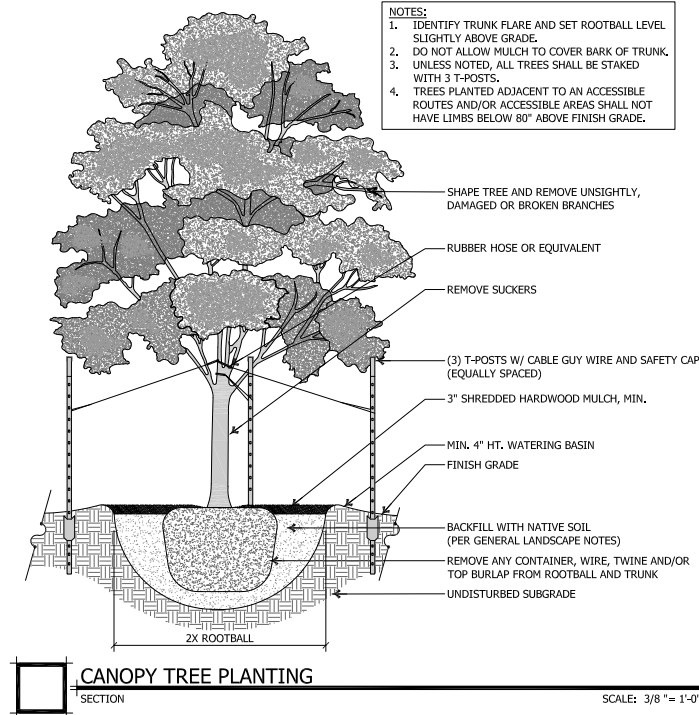 NOTES:
1. IDENTIFY TRUNK FLARE AND SET ROOTBALL LEVEL
SLIGHTLY ABOVE GRADE.
2. DO NOT ALLOW MULCH TO COVER BARK OF TRUNK.
3. UNLESS NOTED, ALL TREES SHALL BE STAKED
WITH 3 T-POSTS.
4. TREES PLANTED ADJACENT TO AN ACCESSIBLE
ROUTES AND/OR ACCESSIBLE AREAS SHALL NOT
HAVE LIMBS BELOW 80" ABOVE FINISH GRADE.
SHAPE TREE AND REMOVE UNSIGHTLY,
DAMAGED OR BROKEN BRANCHES
RUBBER HOSE OR EQUIVALENT
REMOVE SUCKERS
(3) T-POSTS W/ CABLE GUY WIRE AND SAFETY CAP
(EQUALLY SPACED)
3" SHREDDED HARDWOOD MULCH, MIN.
MIN. 4" HT. WATERING BASIN
FINISH GRADE
BACKFILL WITH NATIVE SOIL
(PER GENERAL LANDSCAPE NOTES)
REMOVE ANY CONTAINER, WIRE, TWINE AND/OR
TOP BURLAP FROM ROOTBALL AND TRUNK
UNDISTURBED SUBGRADE
2X ROOTBALL
CANOPY TREE PLANTING
SECTION
SCALE: 3/8 "= 1'-0"